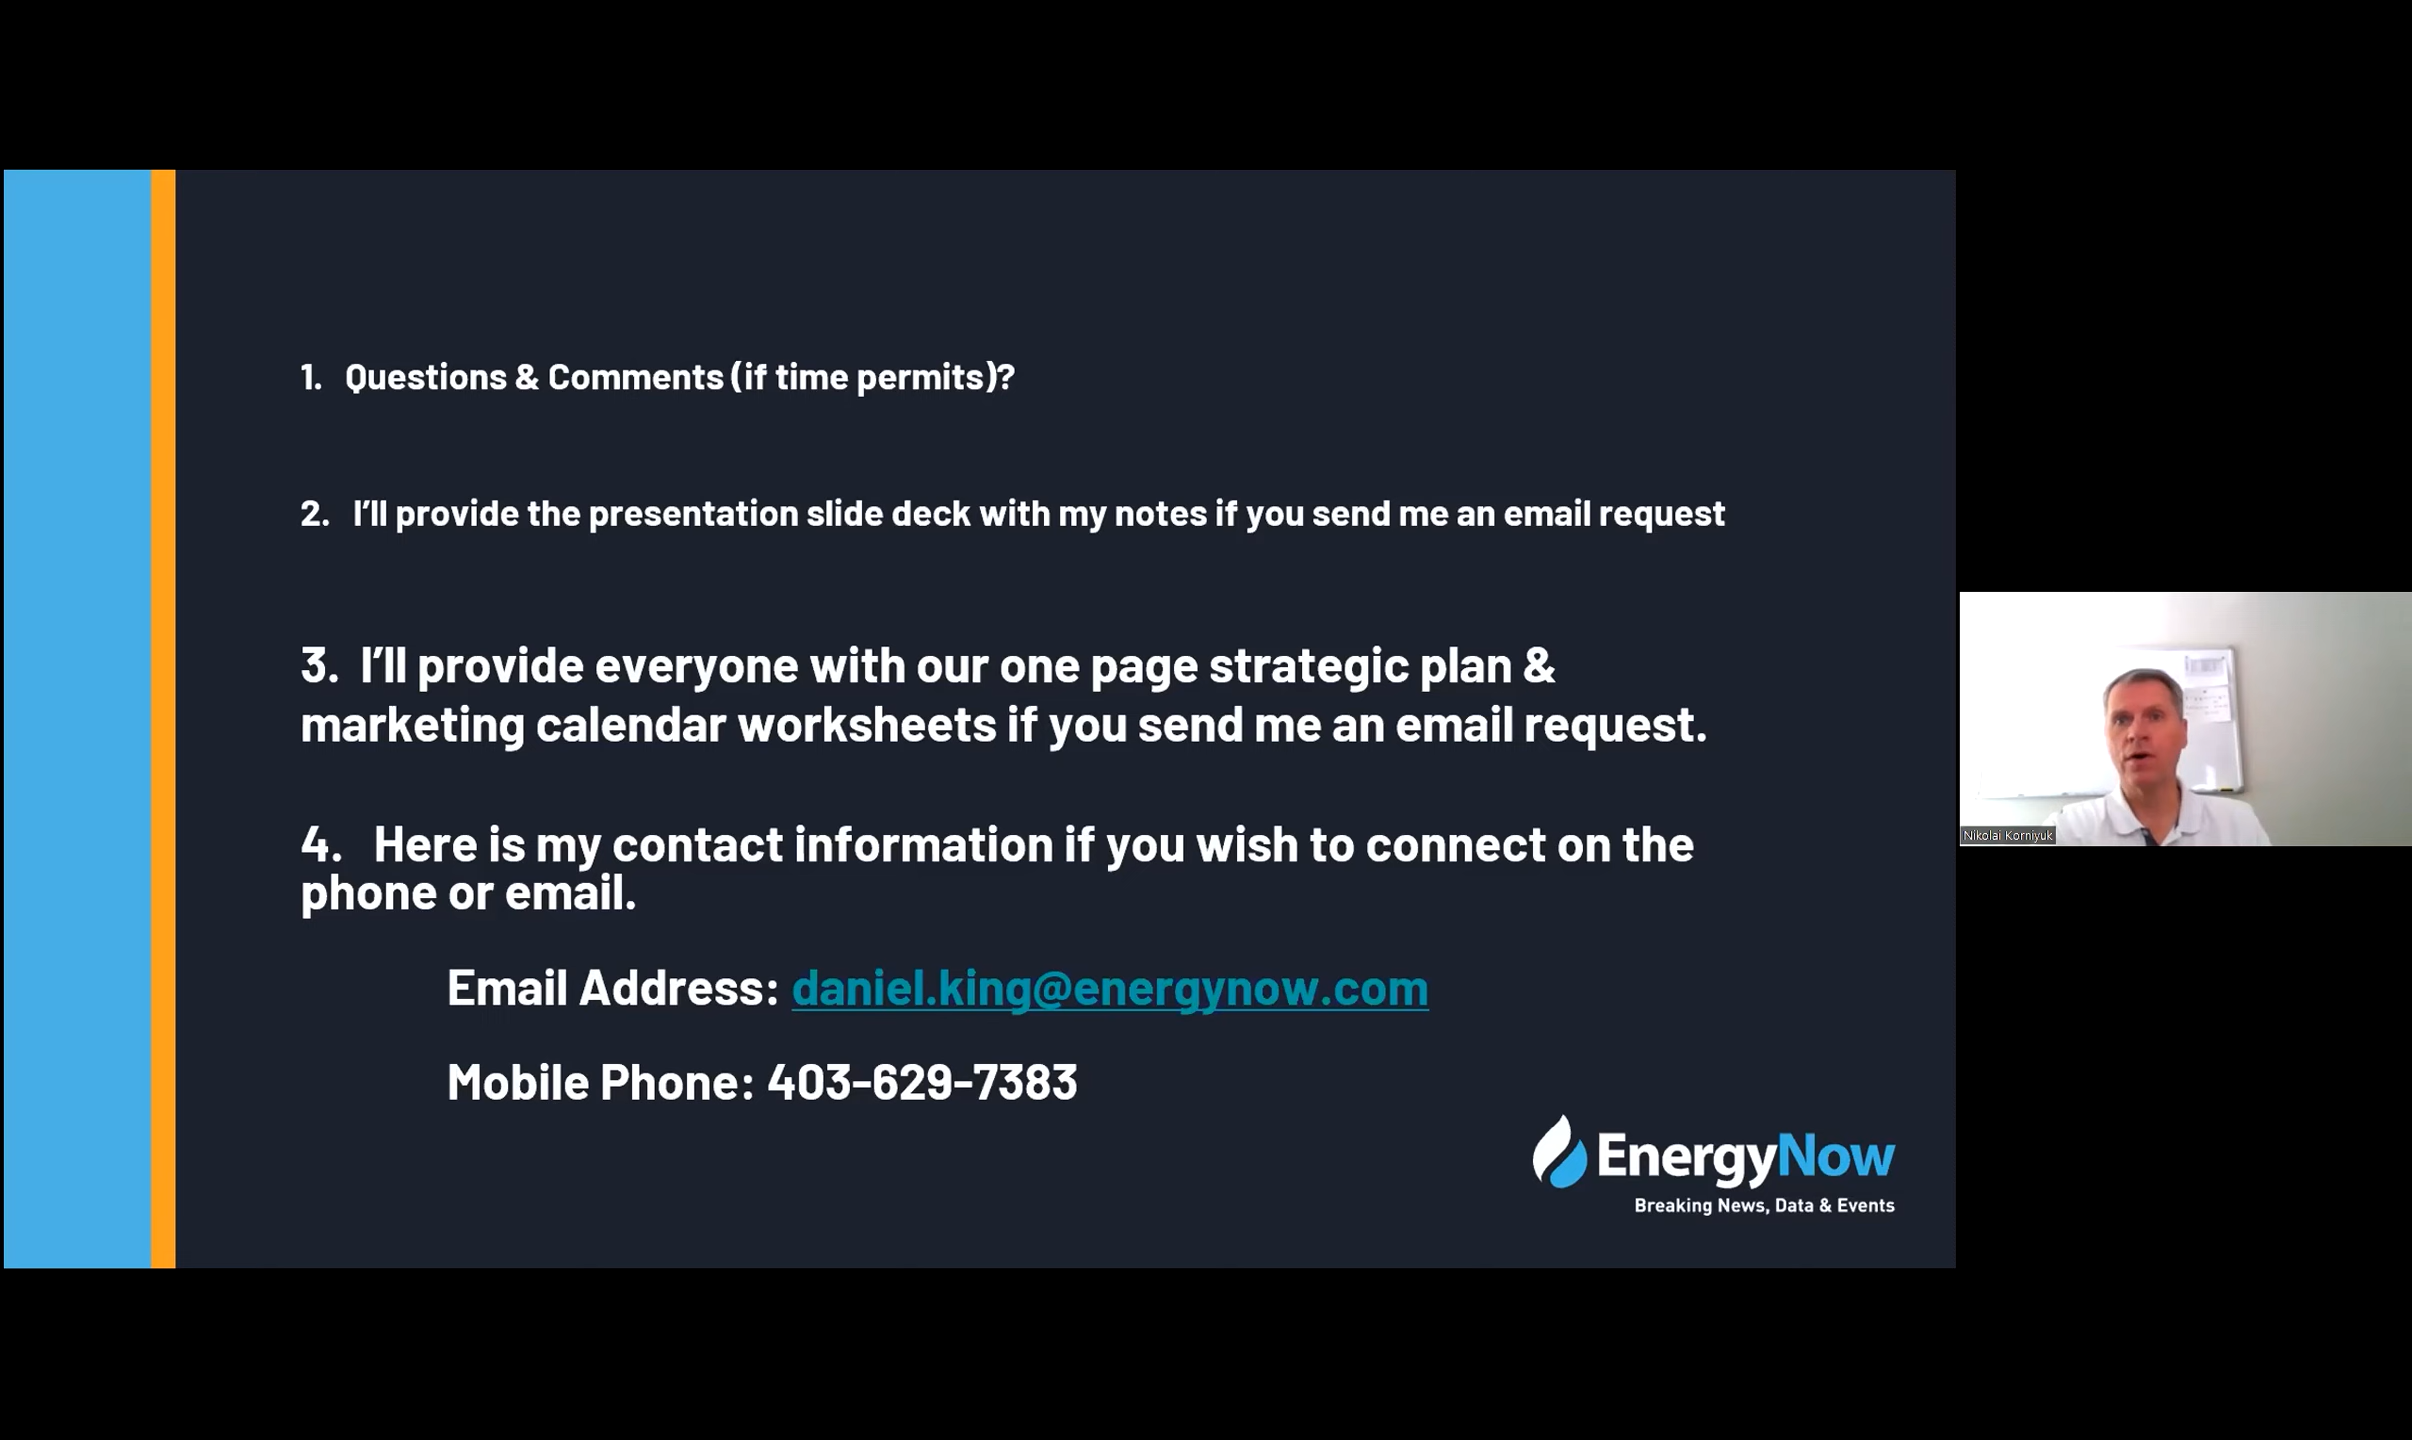 1. Questions & Comments (if time permits)?
2. I’ll provide the presentation slide deck with my notes if you send me an email request
3. I’ll provide everyone with our one page strategic plan &
marketing calendar worksheets if you send me an email request.
4. Here is my contact information if you wish to connect on the
phone or email.
Email Address: daniel.king@energynow.com
Mobile Phone: 403-629-7383
EnergyNow
Breaking News, Data & Events
Nikolai Korniyuk